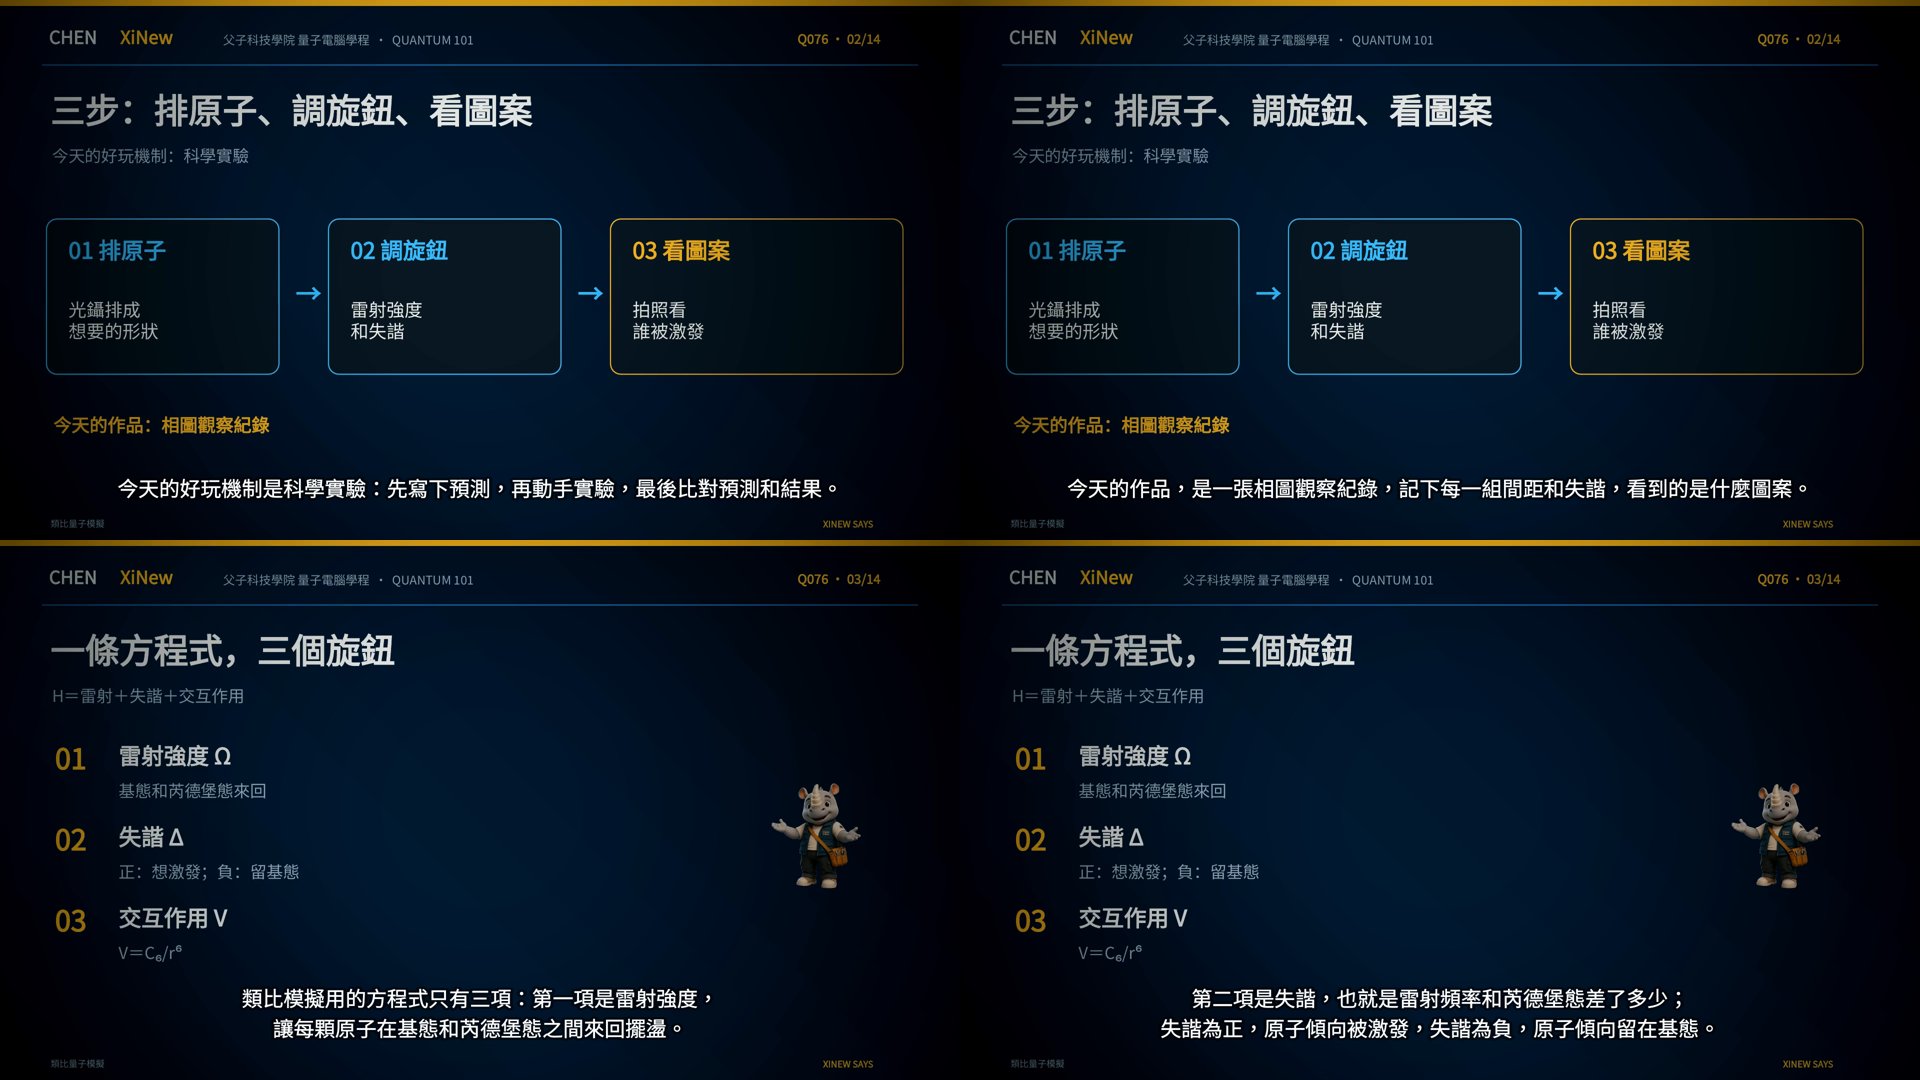 CHEN XiNew 父子科技學院 量子電腦學程 · QUANTUM 101 Q076 · 02/14
三步：排原子、調旋鈕、看圖案
今天的好玩機制：科學實驗
01 排原子
光鑷排成
想要的形狀
→
02 調旋鈕
雷射強度
和失諧
→
03 看圖案
拍照看
誰被激發
今天的作品：相圖觀察紀錄
今天的好玩機制是科學實驗：先寫下預測，再動手實驗，最後比對預測和結果。
類比量子模擬 XINEW SAYS
CHEN XiNew 父子科技學院 量子電腦學程 · QUANTUM 101 Q076 · 02/14
三步：排原子、調旋鈕、看圖案
今天的好玩機制：科學實驗
01 排原子
光鑷排成
想要的形狀
→
02 調旋鈕
雷射強度
和失諧
→
03 看圖案
拍照看
誰被激發
今天的作品：相圖觀察紀錄
今天的作品，是一張相圖觀察紀錄，記下每一組間距和失諧，看到的是什麼圖案。
類比量子模擬 XINEW SAYS
CHEN XiNew 父子科技學院 量子電腦學程 · QUANTUM 101 Q076 · 03/14
一條方程式，三個旋鈕
H＝雷射＋失諧＋交互作用
01 雷射強度 Ω
基態和芮德堡態來回
02 失諧 Δ
正：想激發；負：留基態
03 交互作用 V
V＝C₆/r⁶
類比模擬用的方程式只有三項：第一項是雷射強度，
讓每顆原子在基態和芮德堡態之間來回擺盪。
類比量子模擬 XINEW SAYS
CHEN XiNew 父子科技學院 量子電腦學程 · QUANTUM 101 Q076 · 03/14
一條方程式，三個旋鈕
H＝雷射＋失諧＋交互作用
01 雷射強度 Ω
基態和芮德堡態來回
02 失諧 Δ
正：想激發；負：留基態
03 交互作用 V
V＝C₆/r⁶
第二項是失諧，也就是雷射頻率和芮德堡態差了多少；
失諧為正，原子傾向被激發，失諧為負，原子傾向留在基態。
類比量子模擬 XINEW SAYS